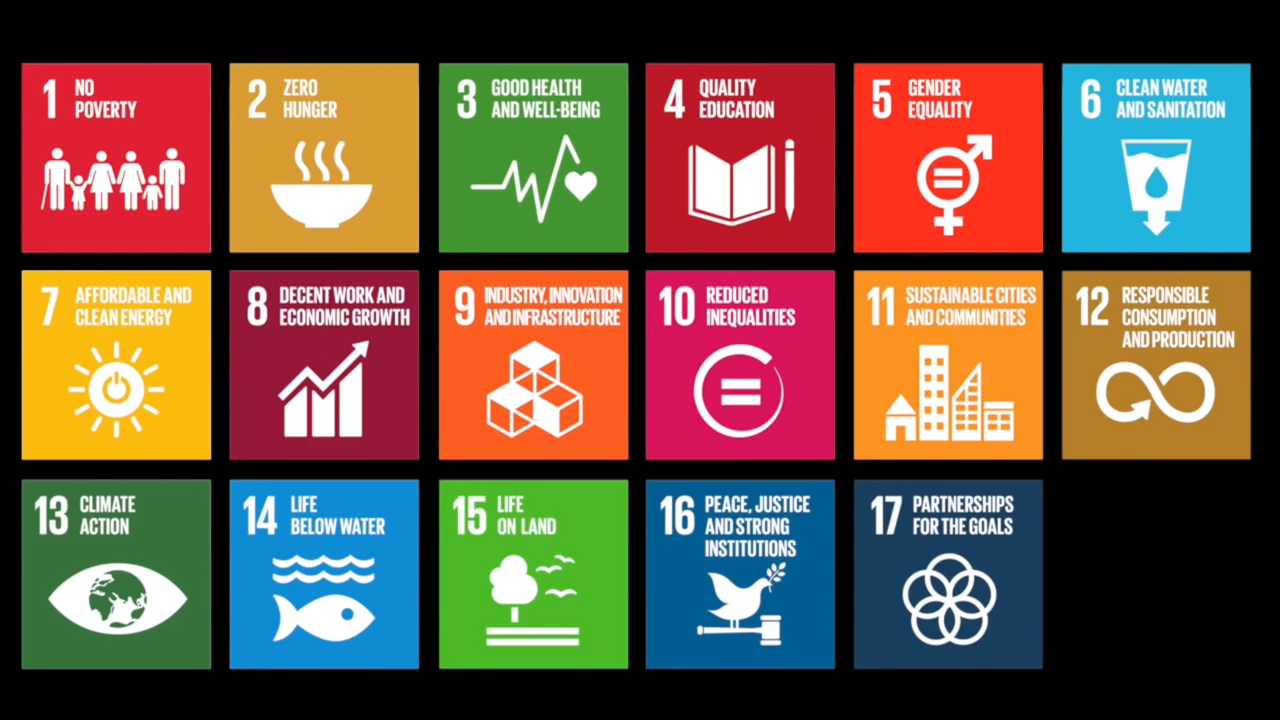 1 NO
POVERTY
2 ZERO
HUNGER
3 GOOD HEALTH
AND WELL-BEING
4 QUALITY
EDUCATION
5 GENDER
EQUALITY
6 CLEAN WATER
AND SANITATION
7 AFFORDABLE AND
CLEAN ENERGY
8 DECENT WORK AND
ECONOMIC GROWTH
9 INDUSTRY, INNOVATION
AND INFRASTRUCTURE
10 REDUCED
INEQUALITIES
11 SUSTAINABLE CITIES
AND COMMUNITIES
12 RESPONSIBLE
CONSUMPTION
AND PRODUCTION
13 CLIMATE
ACTION
14 LIFE
BELOW WATER
15 LIFE
ON LAND
16 PEACE, JUSTICE
AND STRONG
INSTITUTIONS
17 PARTNERSHIPS
FOR THE GOALS